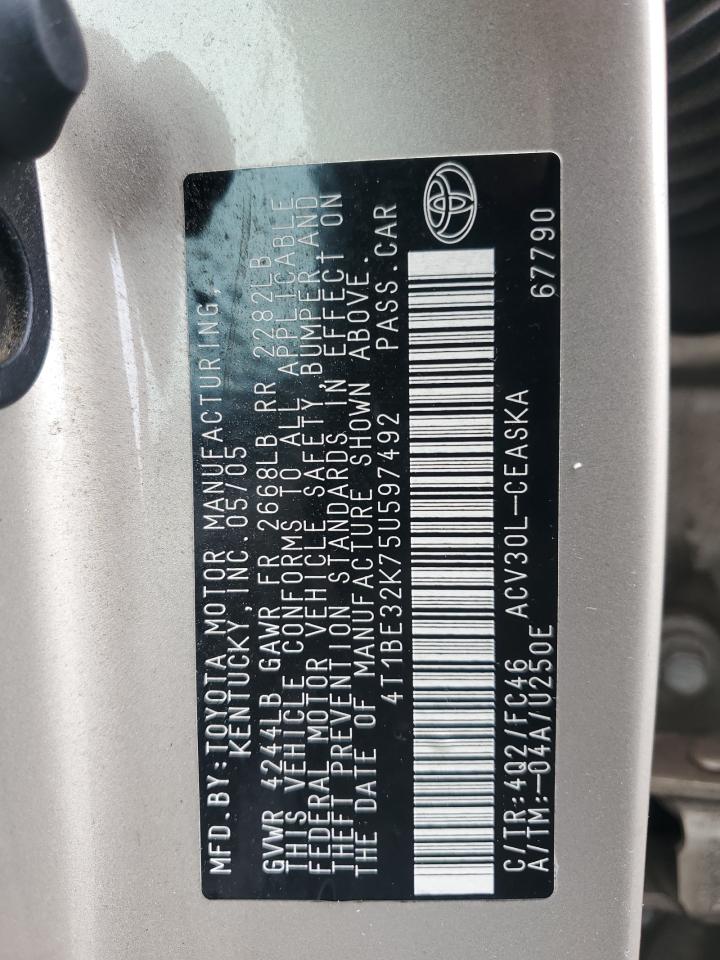 MFD.BY:TOYOTA MOTOR MANUFACTURING,
KENTUCKY,INC.05/05
GVWR 4244LB GAWR FR 2668LB RR 2282LB
THIS VEHICLE CONFORMS TO ALL APPLICABLE
FEDERAL MOTOR VEHICLE SAFETY,BUMPER AND
THEFT PREVENTION STANDARDS IN EFFECT ON
THE DATE OF MANUFACTURE SHOWN ABOVE.
4T1BE32K75U597492 PASS.CAR
C/TR:4Q2/FC46 ACV30L-CEASKA
A/TM:-04A/U250E 67790